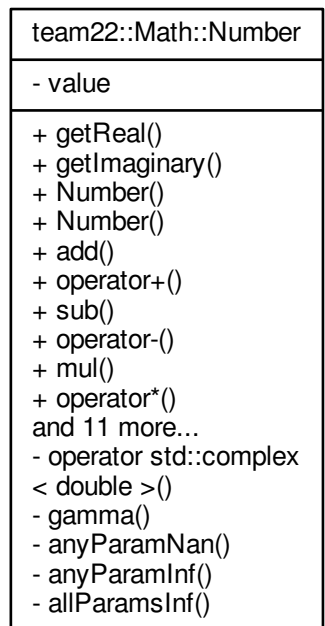 team22::Math::Number
- value
+ getReal()
+ getImaginary()
+ Number()
+ Number()
+ add()
+ operator+()
+ sub()
+ operator-()
+ mul()
+ operator*()
and 11 more...
- operator std::complex
< double >()
- gamma()
- anyParamNan()
- anyParamInf()
- allParamsInf()